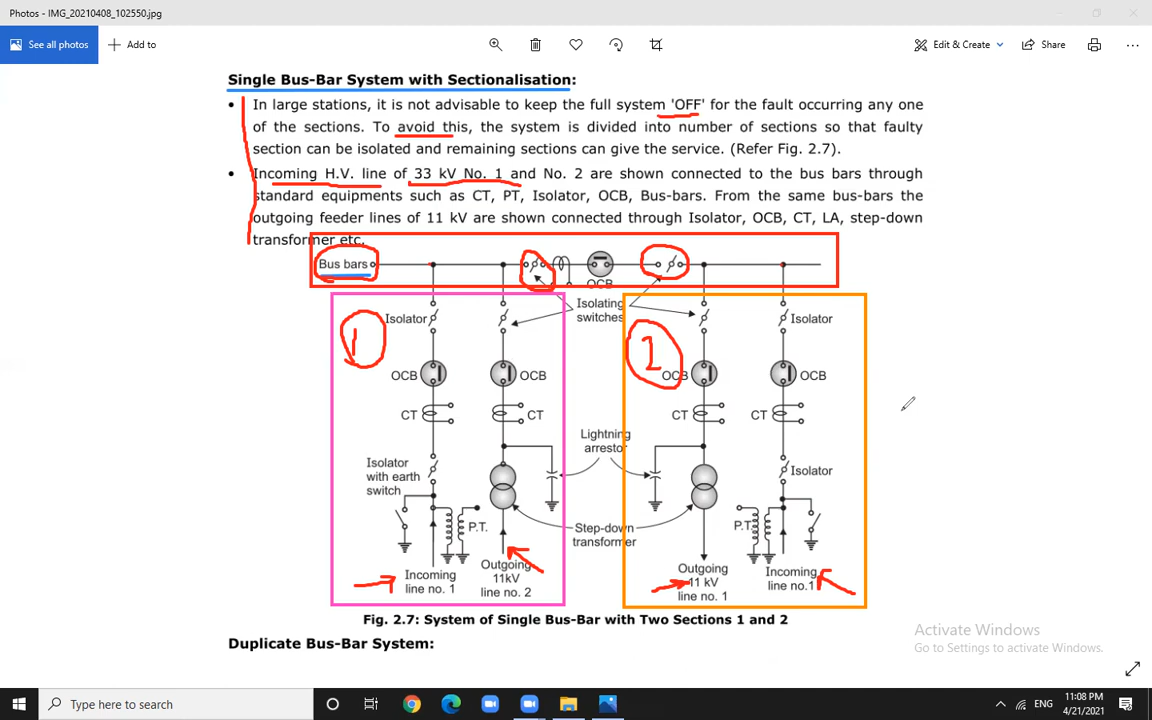 Photos - IMG_20210408_102550.jpg
See all photos
Add to
Edit & Create
Share
Single Bus-Bar System with Sectionalisation:
• In large stations, it is not advisable to keep the full system 'OFF' for the fault occurring any one
of the sections. To avoid this, the system is divided into number of sections so that faulty
section can be isolated and remaining sections can give the service. (Refer Fig. 2.7).
• Incoming H.V. line of 33 kV No. 1 and No. 2 are shown connected to the bus bars through
standard equipments such as CT, PT, Isolator, OCB, Bus-bars. From the same bus-bars the
outgoing feeder lines of 11 kV are shown connected through Isolator, OCB, CT, LA, step-down
transformer etc.
Bus bars
OCB
Isolating
switches
Isolator
Isolator
1
2
OCB
OCB
OCB
OCB
CT
CT
CT
CT
Lightning
arrestor
Isolator
with earth
switch
Isolator
P.T.
Step-down
transformer
P.T.
Incoming
line no. 1
Outgoing
11kV
line no. 2
Outgoing
11 kV
line no. 1
Incoming
line no.1
Fig. 2.7: System of Single Bus-Bar with Two Sections 1 and 2
Duplicate Bus-Bar System:
Activate Windows
Go to Settings to activate Windows.
Type here to search
ENG
11:08 PM
4/21/2021